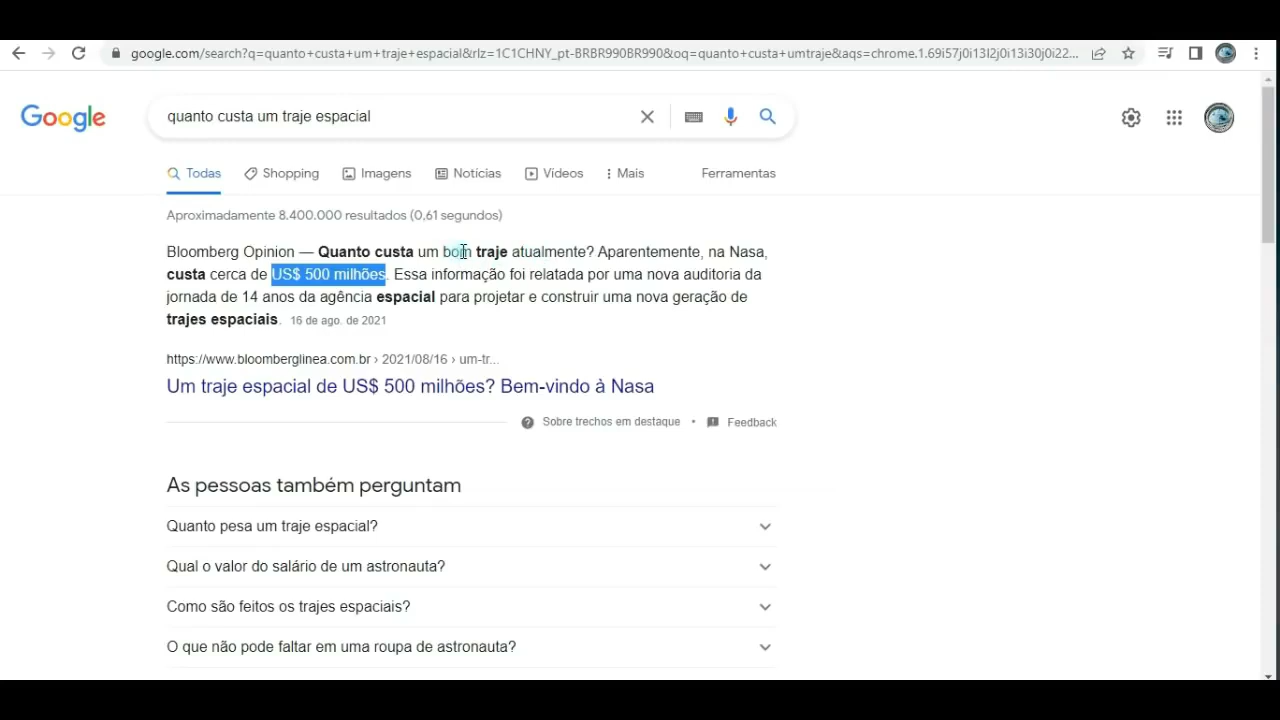 google.com/search?q=quanto+custa+um+traje+espacial&rlz=1C1CHNY_pt-BRBR990BR990&oq=quanto+custa+umtraje&aqs=chrome.1.69i57j0i13l2j0i13i30j0i22...
Google
quanto custa um traje espacial
Todas Shopping Imagens Notícias Vídeos Mais Ferramentas
Aproximadamente 8.400.000 resultados (0,61 segundos)
Bloomberg Opinion — Quanto custa um bom traje atualmente? Aparentemente, na Nasa,
custa cerca de US$ 500 milhões. Essa informação foi relatada por uma nova auditoria da
jornada de 14 anos da agência espacial para projetar e construir uma nova geração de
trajes espaciais. 16 de ago. de 2021
https://www.bloomberglinea.com.br › 2021/08/16 › um-tr...
Um traje espacial de US$ 500 milhões? Bem-vindo à Nasa
Sobre trechos em destaque • Feedback
As pessoas também perguntam
Quanto pesa um traje espacial?
Qual o valor do salário de um astronauta?
Como são feitos os trajes espaciais?
O que não pode faltar em uma roupa de astronauta?